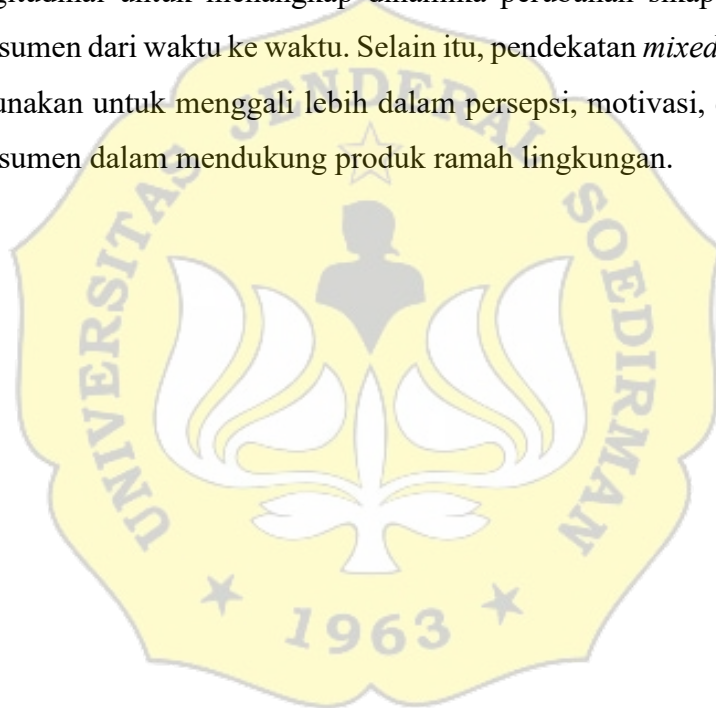 gitudinal untuk menangkap dinamika perubahan sikap
sumen dari waktu ke waktu. Selain itu, pendekatan mixed
unakan untuk menggali lebih dalam persepsi, motivasi,
sumen dalam mendukung produk ramah lingkungan.
UNIVERSITAS JENDERAL SOEDIRMAN
1963